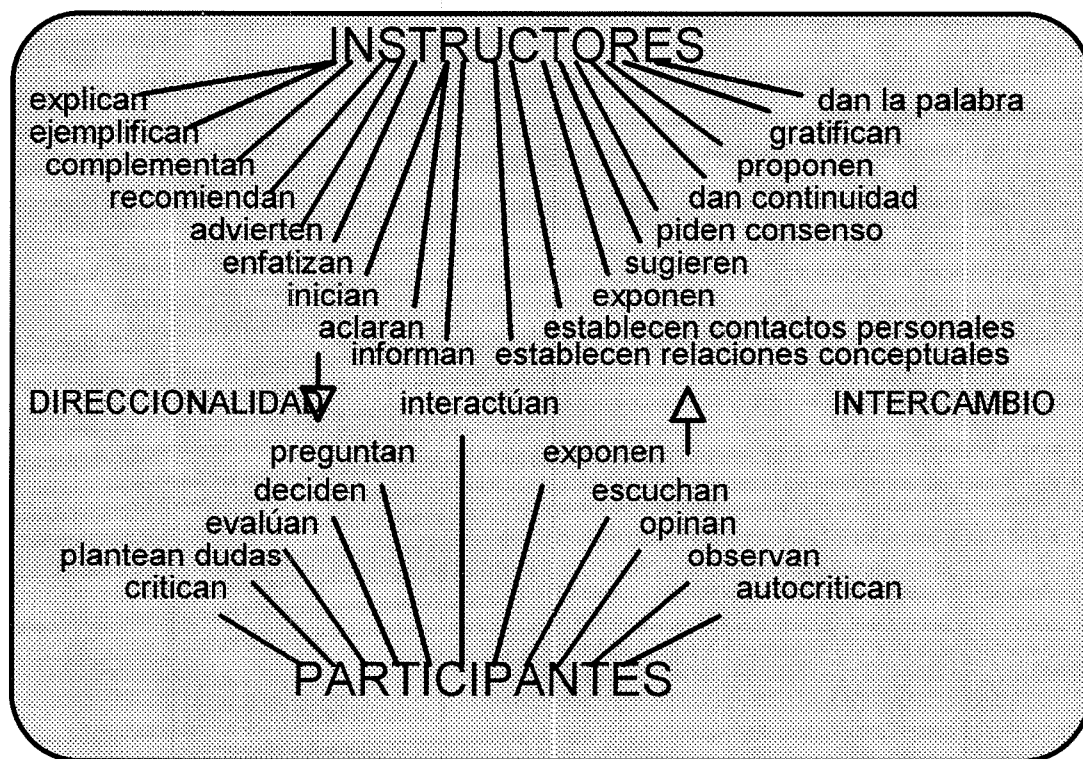 INSTRUCTORES
explican dan la palabra
ejemplifican gratifican
complementan proponen
recomiendan dan continuidad
advierten piden consenso
enfatizan sugieren
inician exponen
aclaran establecen contactos personales
informan establecen relaciones conceptuales
DIRECCIONALIDAD interactúan INTERCAMBIO
preguntan exponen
deciden escuchan
evalúan opinan
plantean dudas observan
critican autocritican
PARTICIPANTES